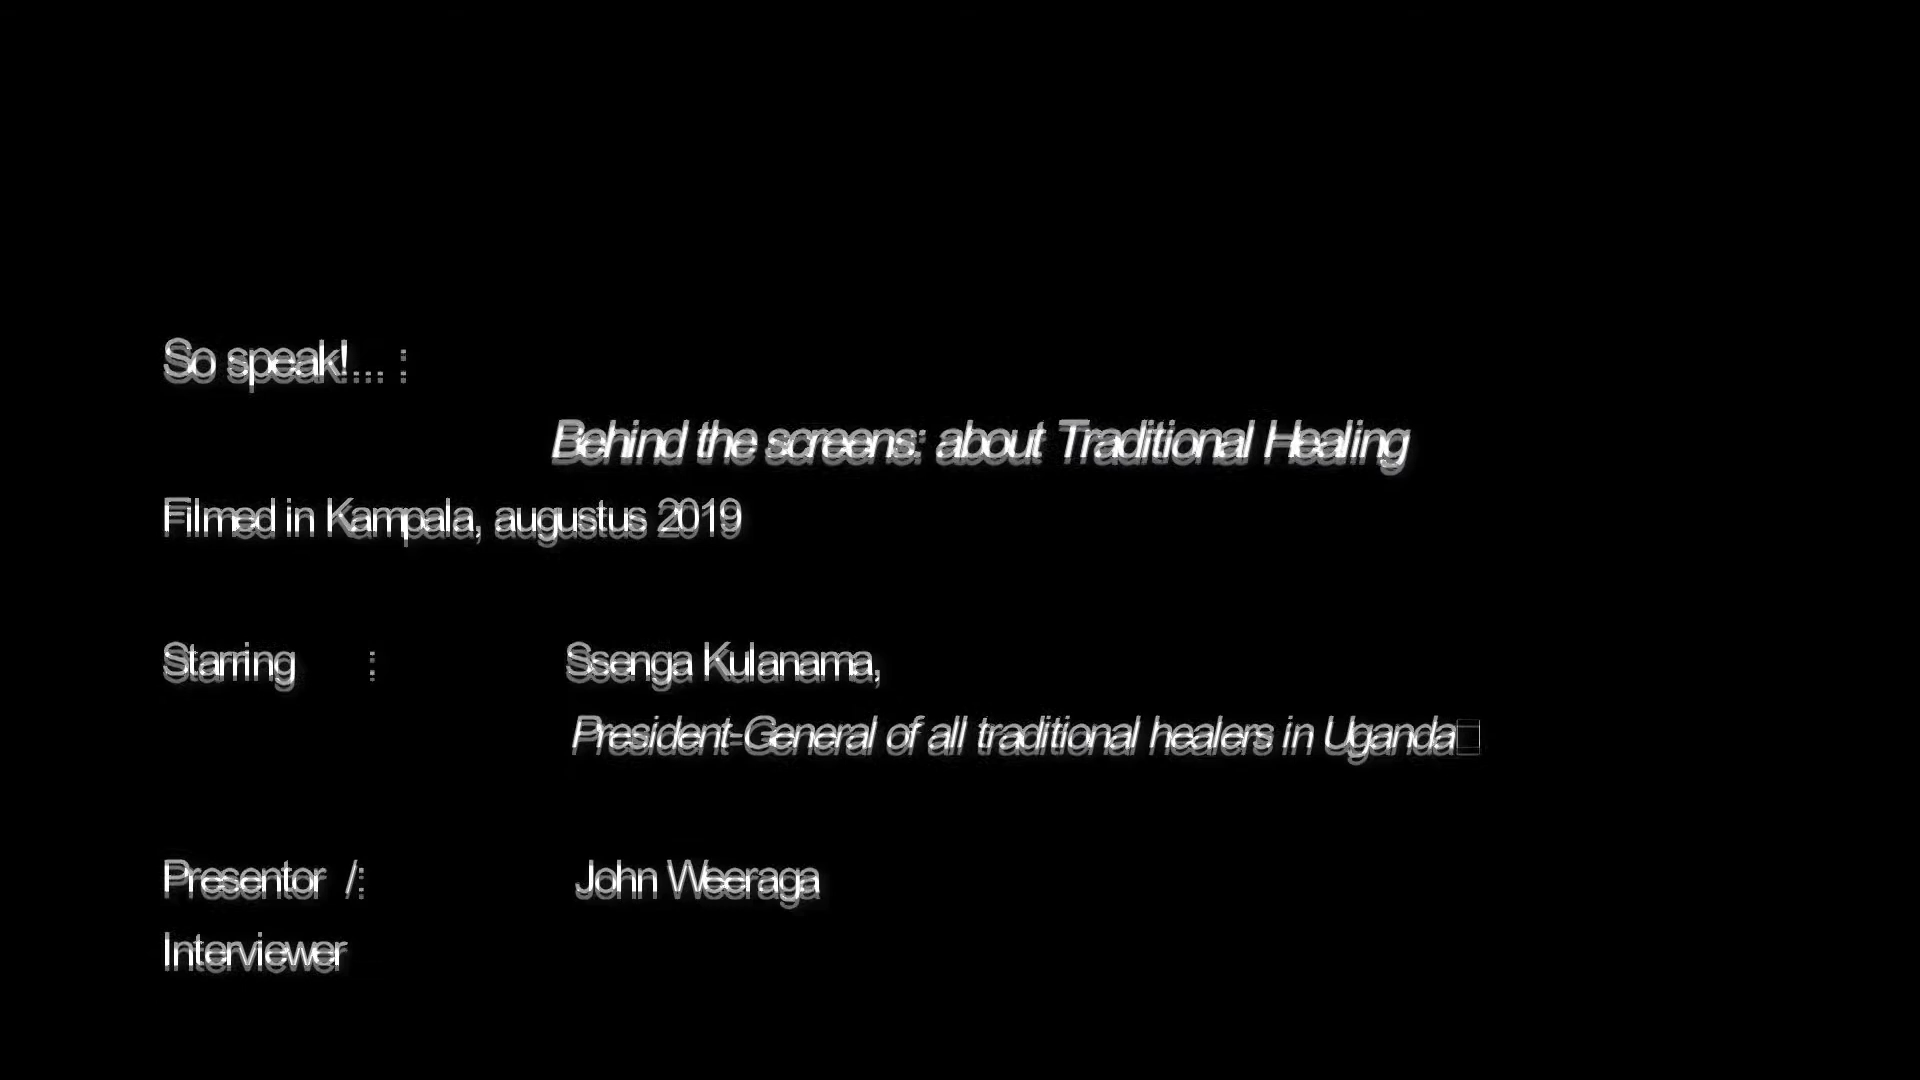 So speak!... :
Behind the screens: about Traditional Healing
Filmed in Kampala, augustus 2019
Starring : Ssenga Kulanama,
President-General of all traditional healers in Uganda
Presentor /: John Weeraga
Interviewer